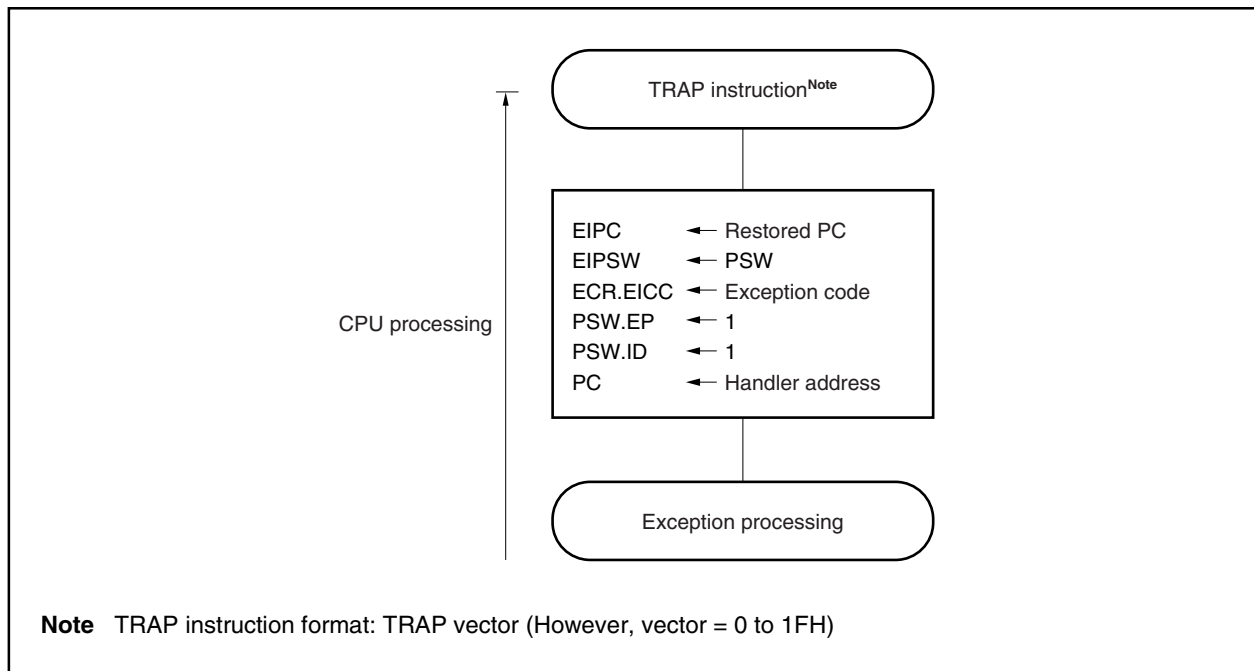 TRAP instructionNote
EIPC ← Restored PC
EIPSW ← PSW
ECR.EICC ← Exception code
PSW.EP ← 1
PSW.ID ← 1
PC ← Handler address
CPU processing
Exception processing
Note TRAP instruction format: TRAP vector (However, vector = 0 to 1FH)